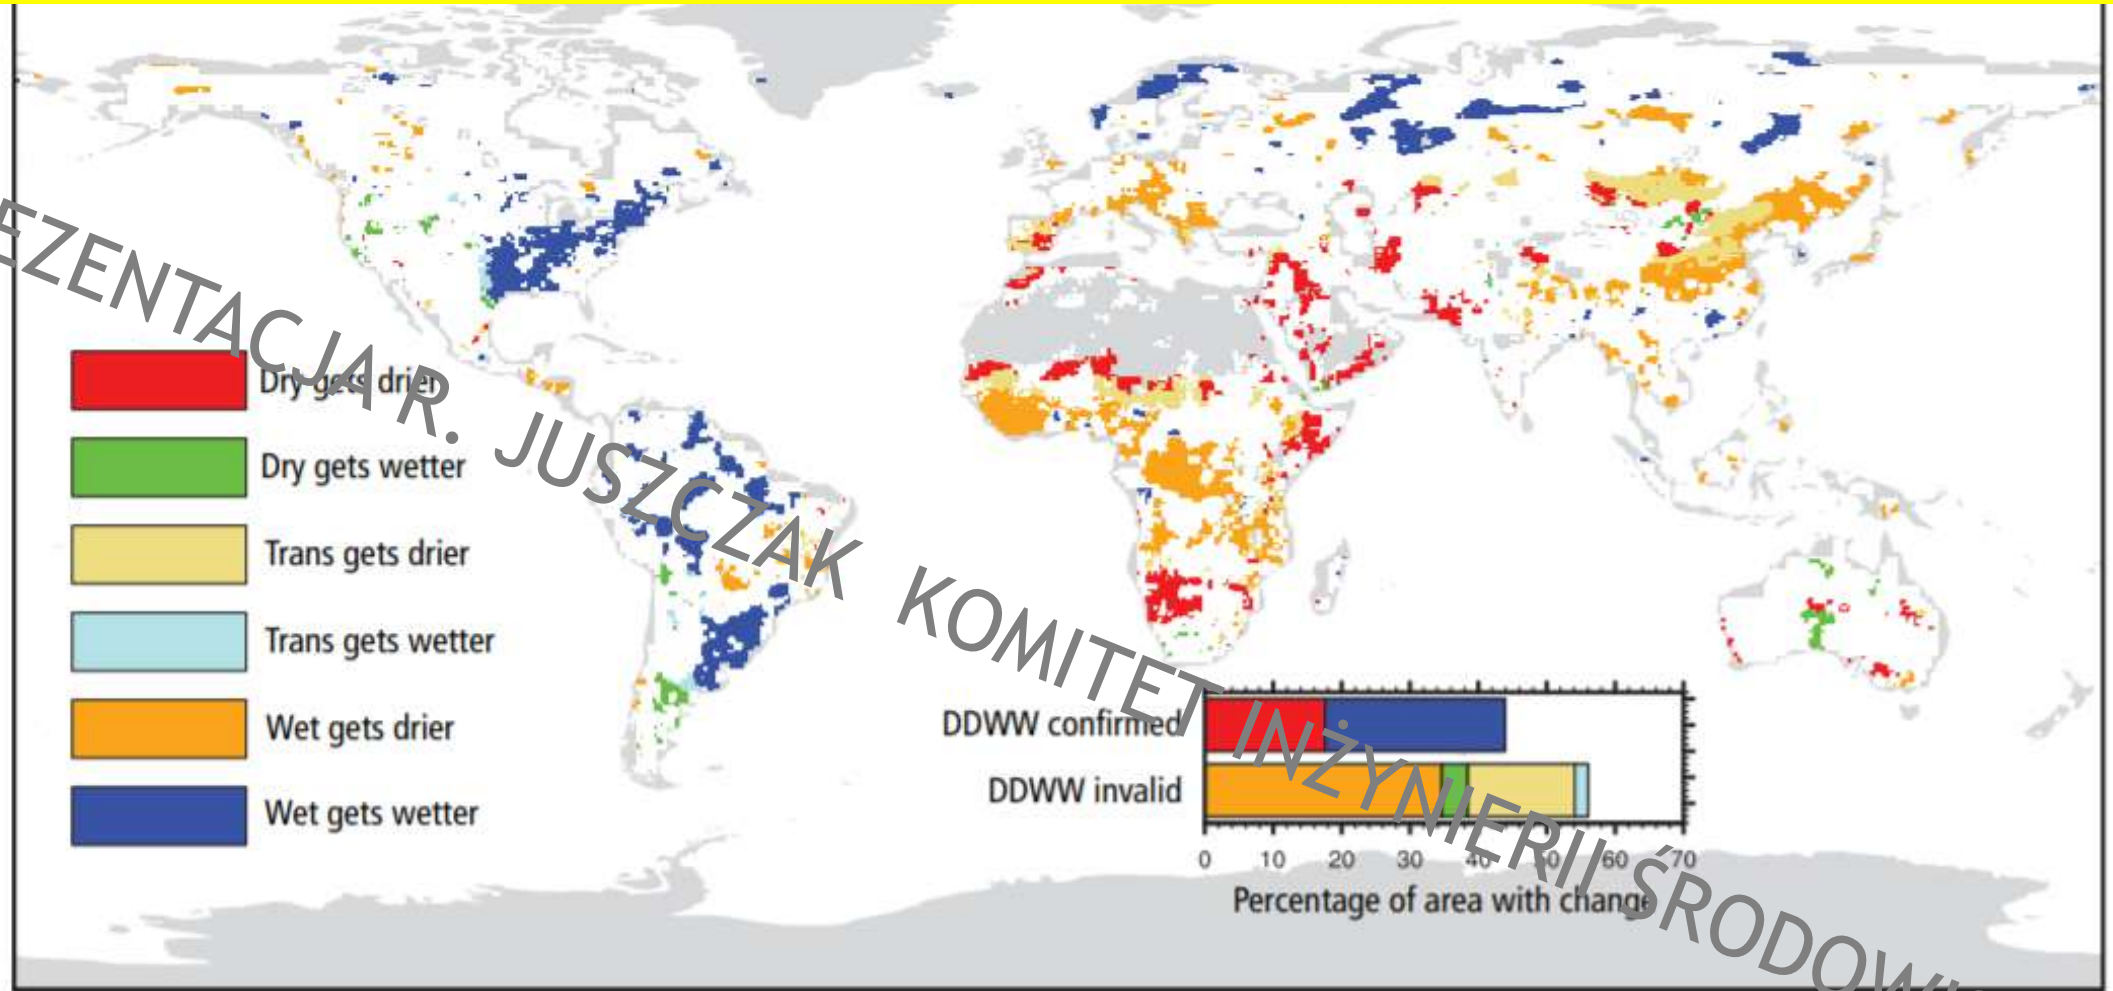 EZENTACJA R. JUSZCZAK KOMITET INŻYNIERII ŚRODOW
Dry gets drier
Dry gets wetter
Trans gets drier
Trans gets wetter
Wet gets drier
Wet gets wetter
DDWW confirmed
DDWW invalid
0 10 20 30 40 50 60 70
Percentage of area with change